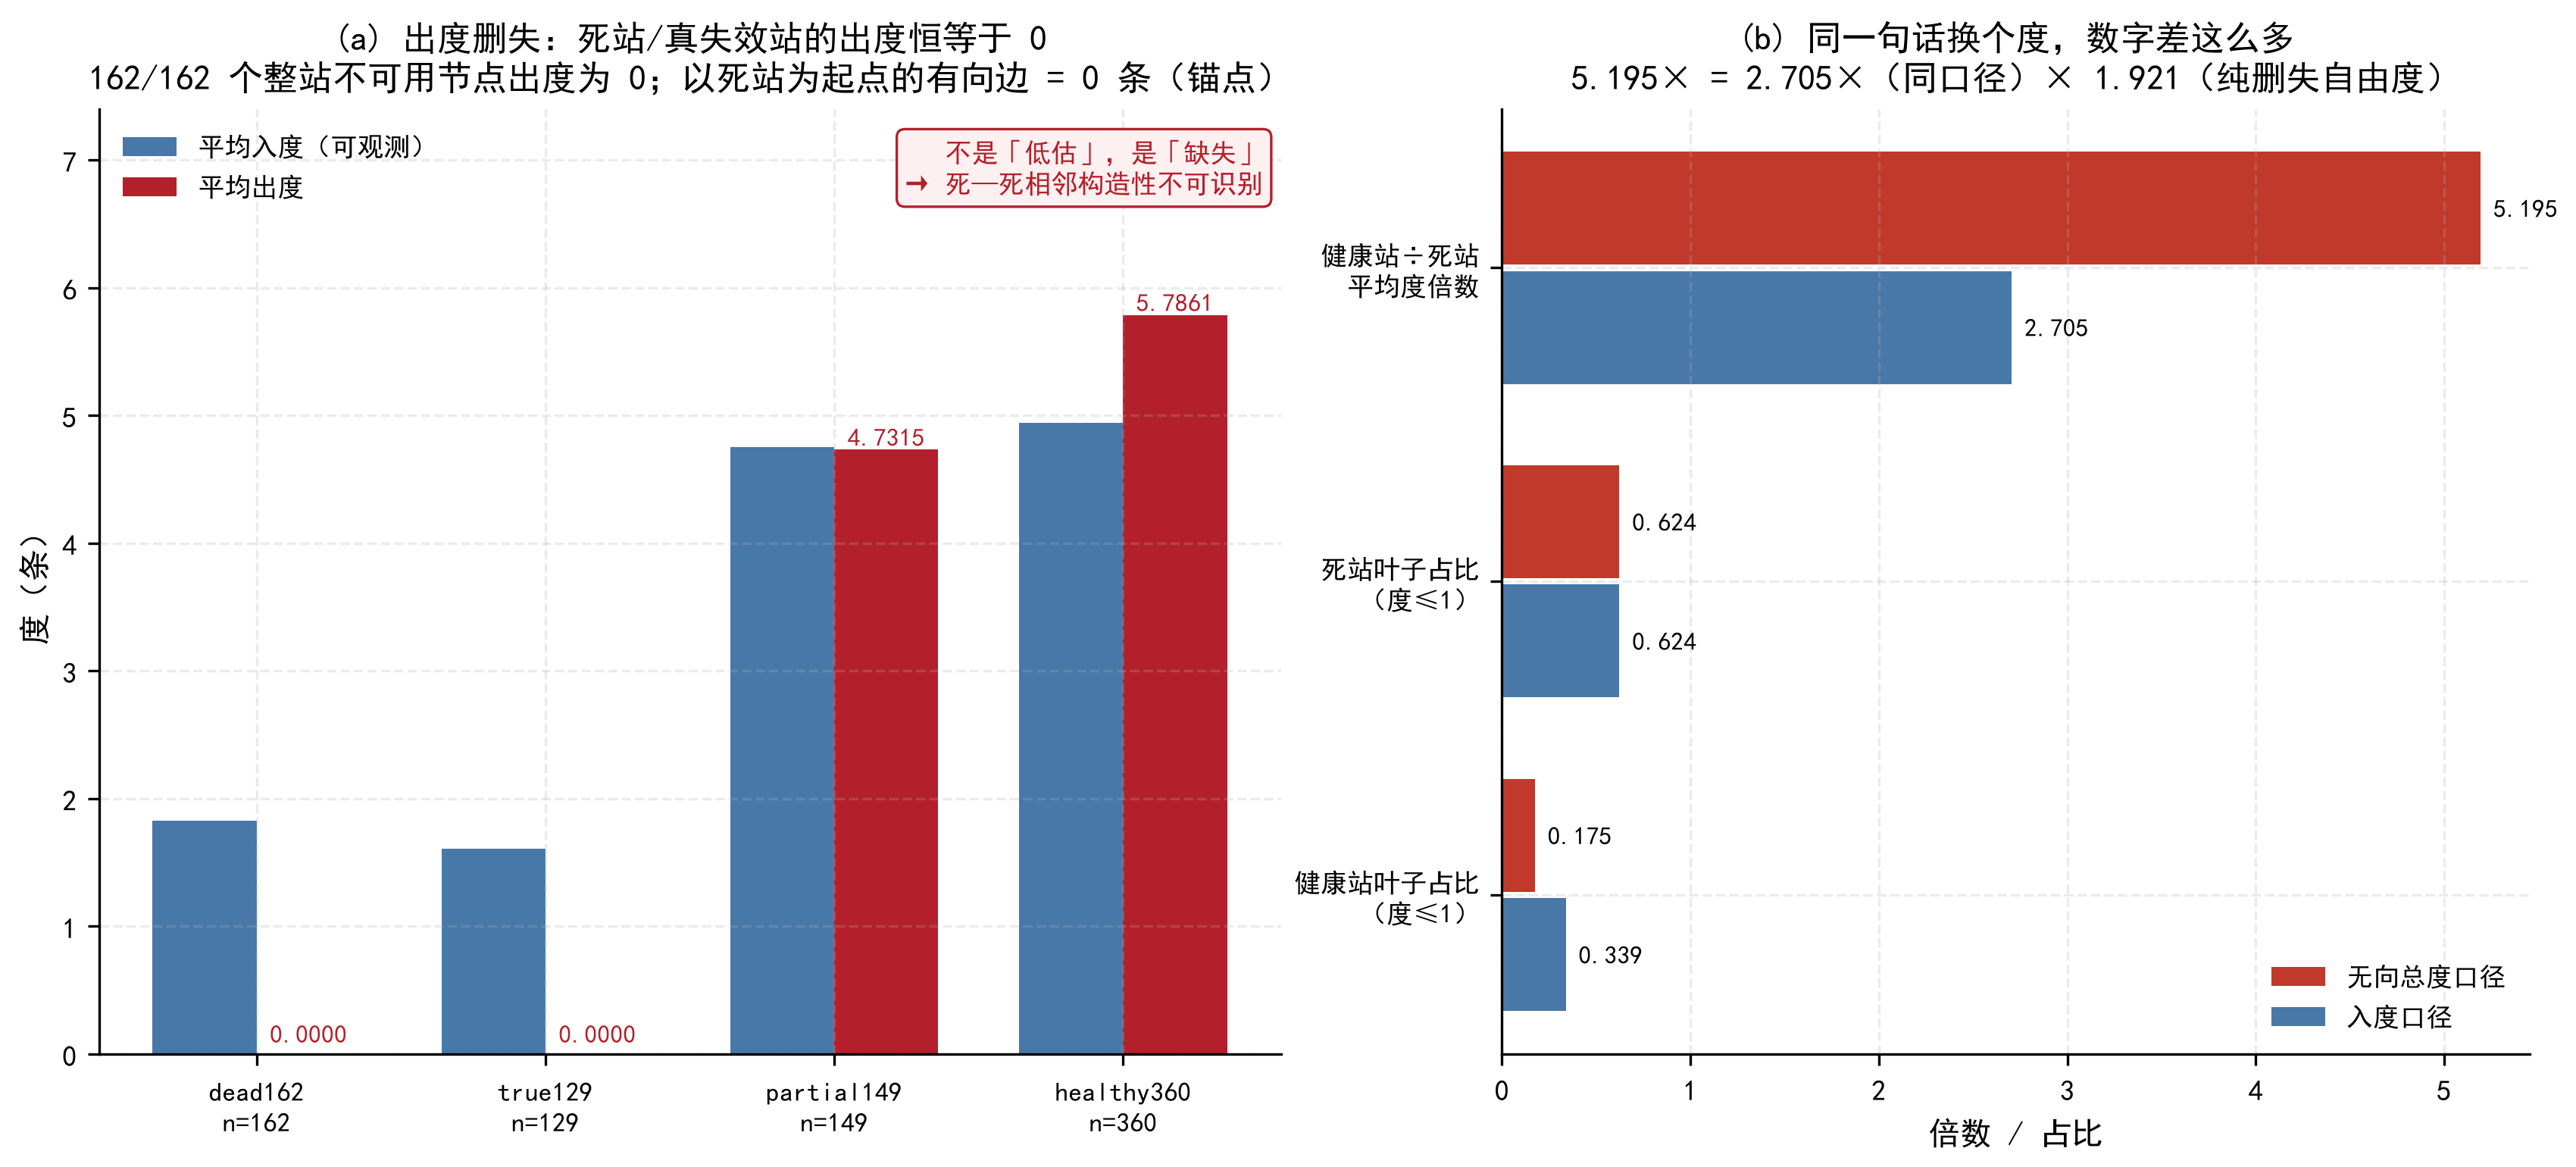 (a) 出度删失：死站/真失效站的出度恒等于 0
162/162 个整站不可用节点出度为 0；以死站为起点的有向边 = 0 条（锚点）
平均入度（可观测）
平均出度
不是「低估」，是「缺失」
→ 死—死相邻构造性不可识别
度（条）
7
6
5
4
3
2
1
0
0.0000
0.0000
4.7315
5.7861
dead162
n=162
true129
n=129
partial149
n=149
healthy360
n=360
(b) 同一句话换个度，数字差这么多
5.195× = 2.705×（同口径）× 1.921（纯删失自由度）
健康站÷死站
平均度倍数
5.195
2.705
死站叶子占比
（度≤1）
0.624
0.624
健康站叶子占比
（度≤1）
0.175
0.339
无向总度口径
入度口径
0
1
2
3
4
5
倍数 / 占比